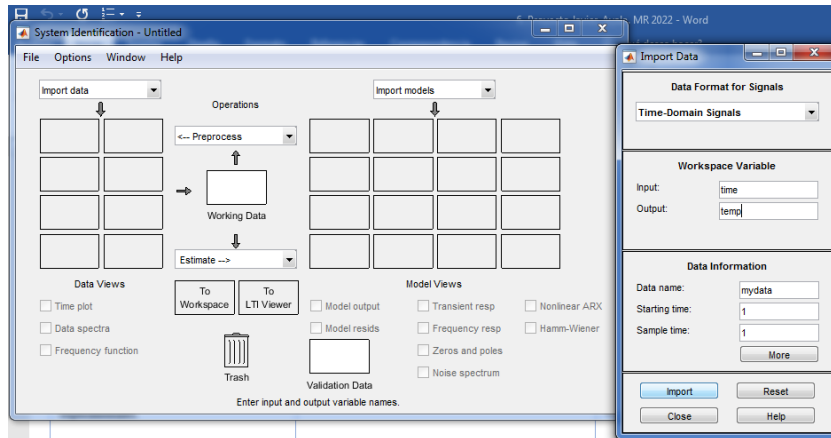 MR 2022 - Word
System Identification - Untitled
File Options Window Help
Import data
Operations
Import models
<-- Preprocess
Working Data
Estimate -->
Data Views
To Workspace
To LTI Viewer
Model Views
Time plot
Data spectra
Frequency function
Model output
Model resids
Transient resp
Frequency resp
Zeros and poles
Noise spectrum
Nonlinear ARX
Hamm-Wiener
Trash
Validation Data
Enter input and output variable names.
Import Data
Data Format for Signals
Time-Domain Signals
Workspace Variable
Input: time
Output: temp
Data Information
Data name: mydata
Starting time: 1
Sample time: 1
More
Import Reset
Close Help